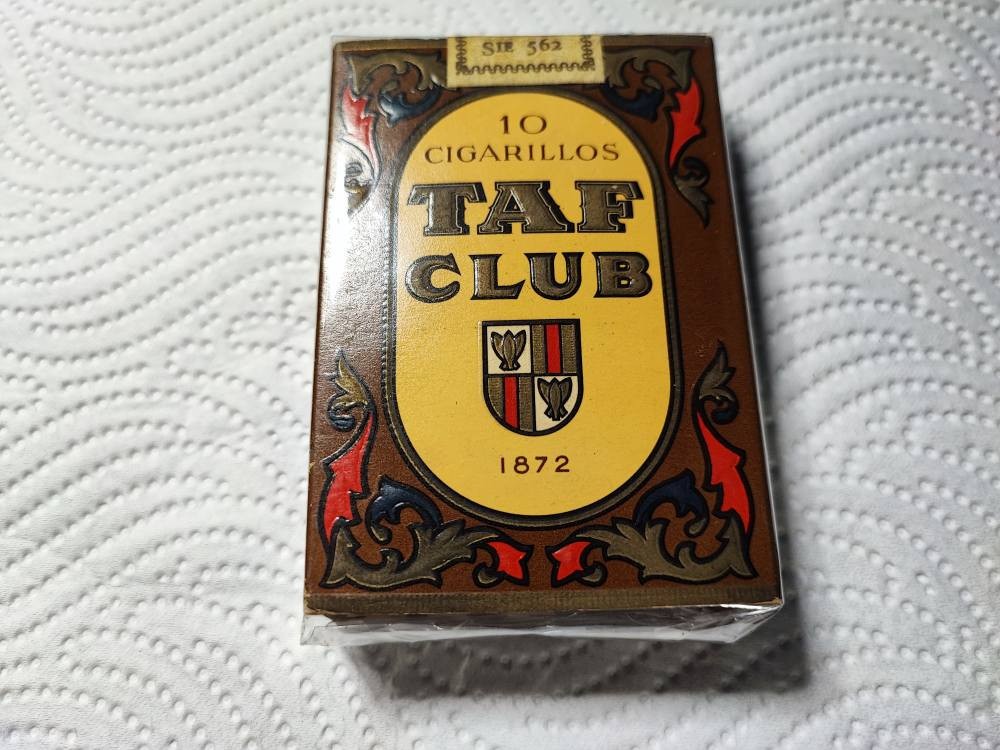 SIE 562
10
CIGARILLOS
TAF
CLUB
1872